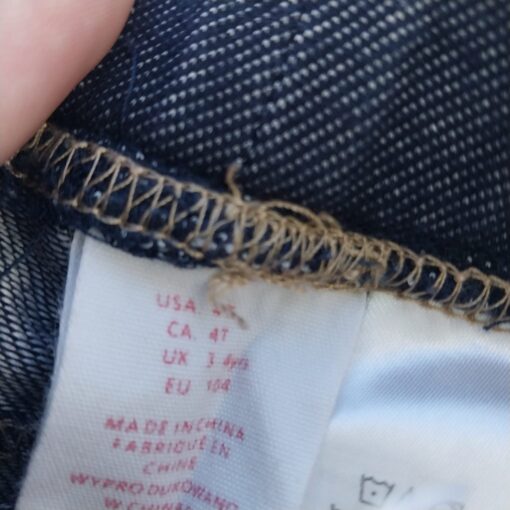 USA 4T
CA. 4T
UK 3-4yrs
EU 104
MADE IN CHINA
FABRIQUÉ EN
CHINE
WYPRODUKOWANO
W CHINACH